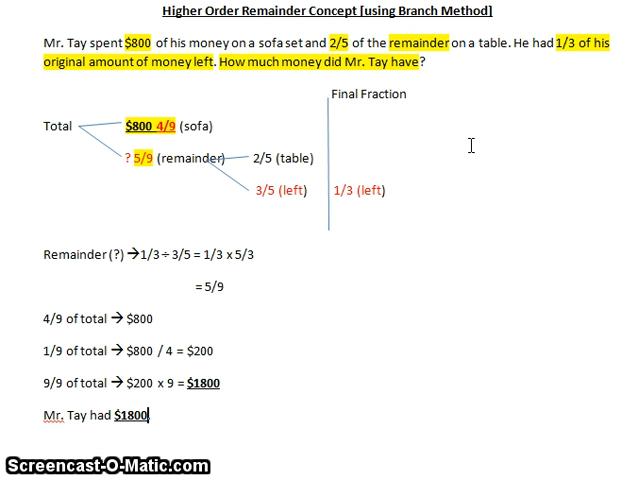 Higher Order Remainder Concept [using Branch Method]
Mr. Tay spent $800 of his money on a sofa set and 2/5 of the remainder on a table. He had 1/3 of his
original amount of money left. How much money did Mr. Tay have?
Final Fraction
Total $800 4/9 (sofa)
? 5/9 (remainder) 2/5 (table)
3/5 (left) 1/3 (left)
Remainder (?) → 1/3 ÷ 3/5 = 1/3 x 5/3
= 5/9
4/9 of total → $800
1/9 of total → $800 / 4 = $200
9/9 of total → $200 x 9 = $1800
Mr. Tay had $1800
Screencast-O-Matic.com